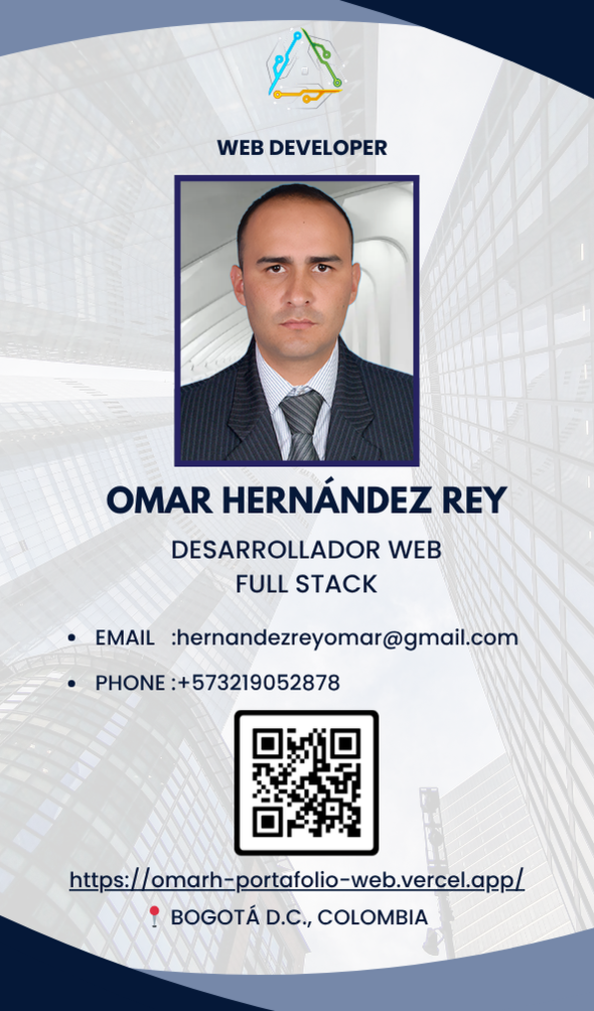 WEB DEVELOPER
OMAR HERNÁNDEZ REY
DESARROLLADOR WEB
FULL STACK
• EMAIL :hernandezreyomar@gmail.com
• PHONE :+573219052878
https://omarh-portafolio-web.vercel.app/
📍 BOGOTÁ D.C., COLOMBIA